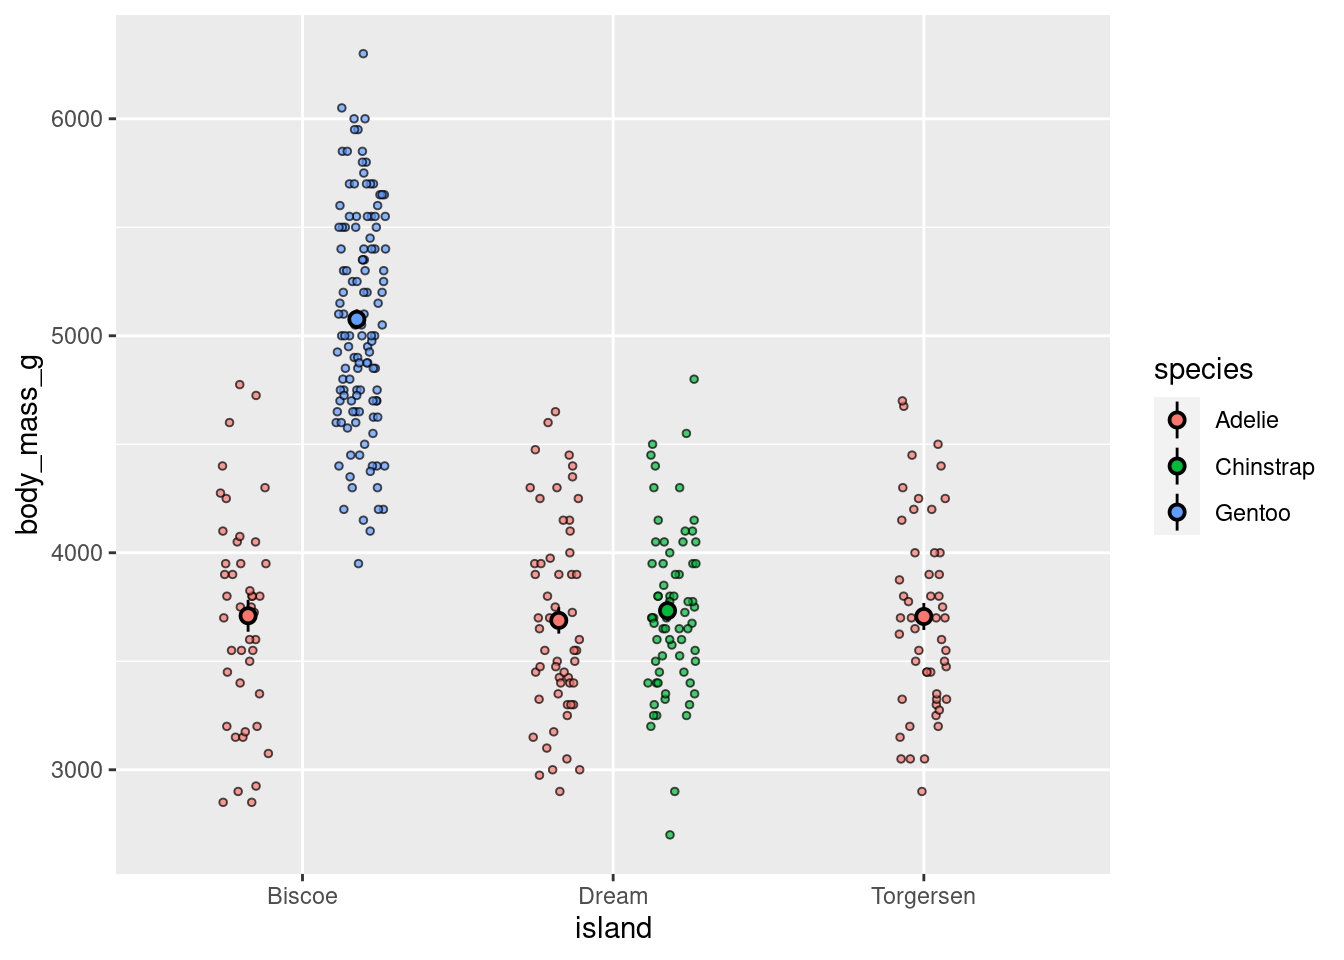 6000
5000
4000
3000
body_mass_g
Biscoe
Dream
Torgersen
island
species
Adelie
Chinstrap
Gentoo